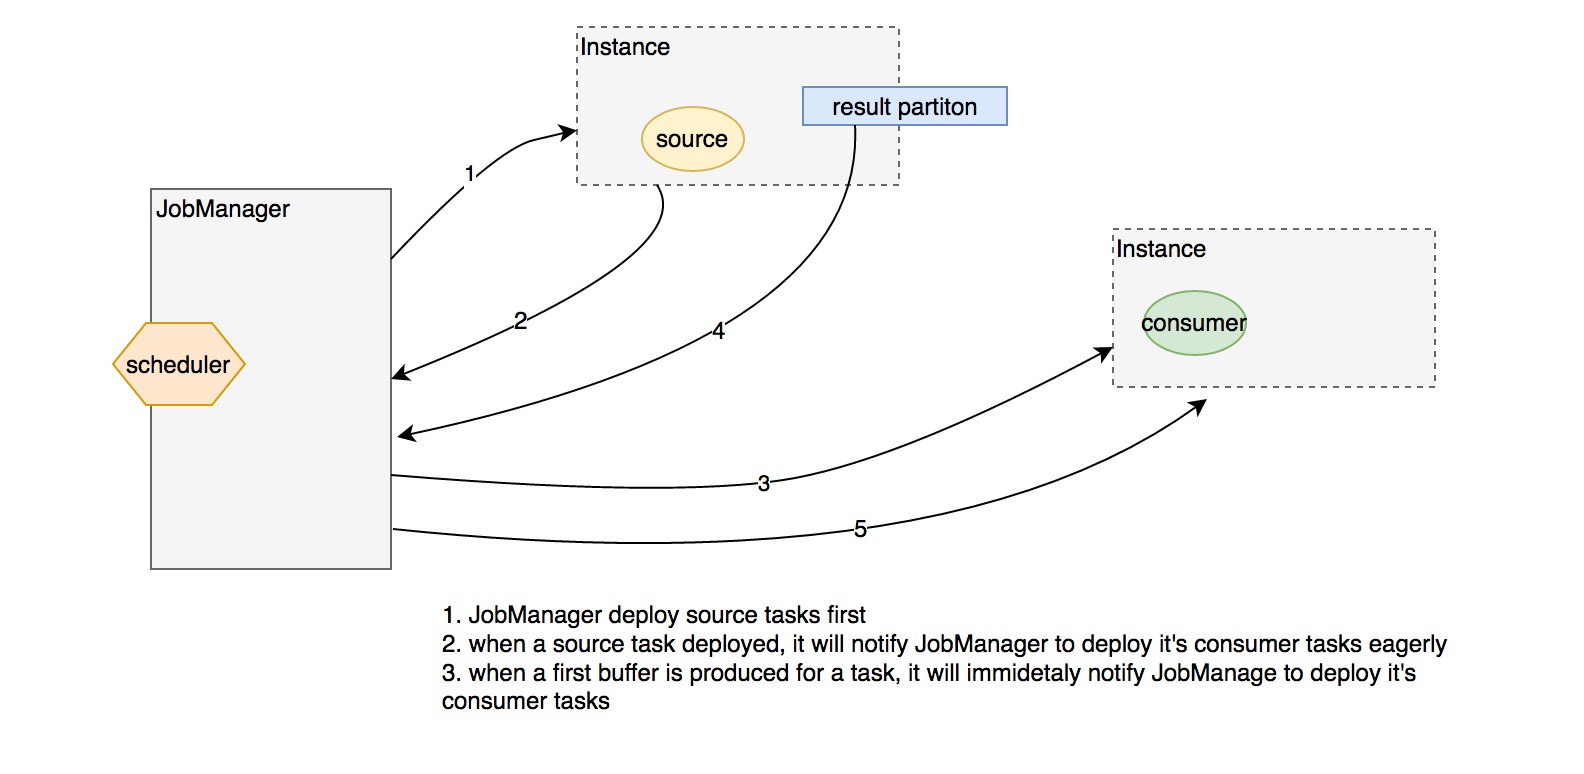 Instance
result partiton
source
1
JobManager
Instance
2
4
consumer
scheduler
3
5
1. JobManager deploy source tasks first
2. when a source task deployed, it will notify JobManager to deploy it's consumer tasks eagerly
3. when a first buffer is produced for a task, it will immidetaly notify JobManage to deploy it's
consumer tasks